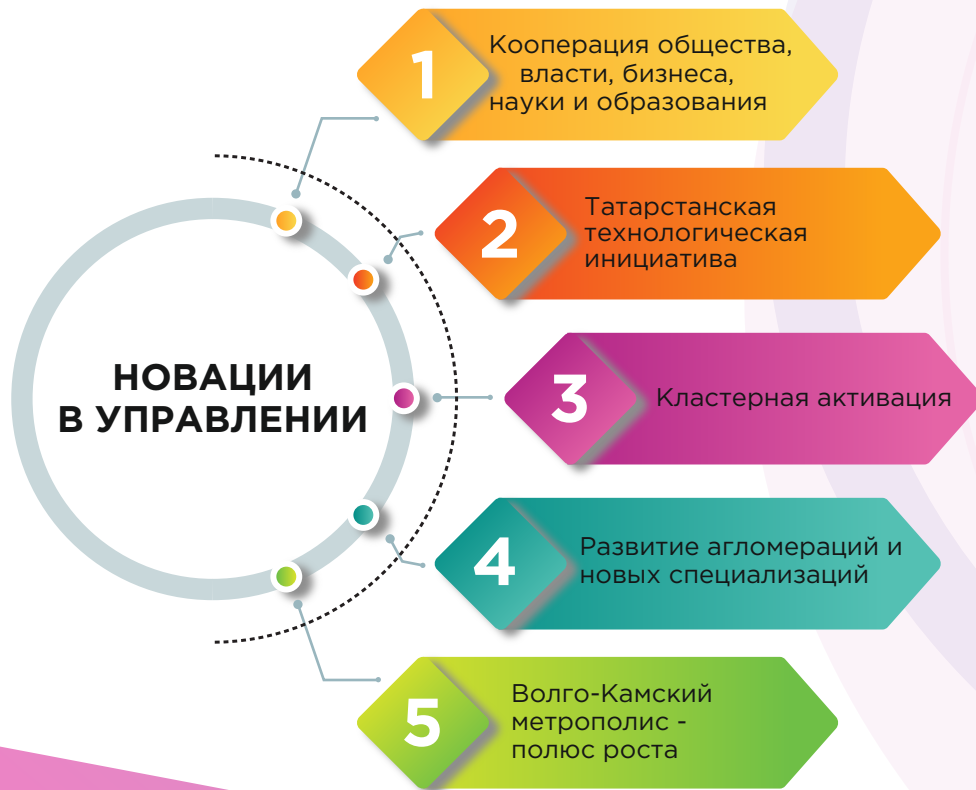 НОВАЦИИ
В УПРАВЛЕНИИ
1
Кооперация общества,
власти, бизнеса,
науки и образования
2
Татарстанская
технологическая
инициатива
3
Кластерная активация
4
Развитие агломераций и
новых специализаций
5
Волго-Камский
метрополис -
полюс роста